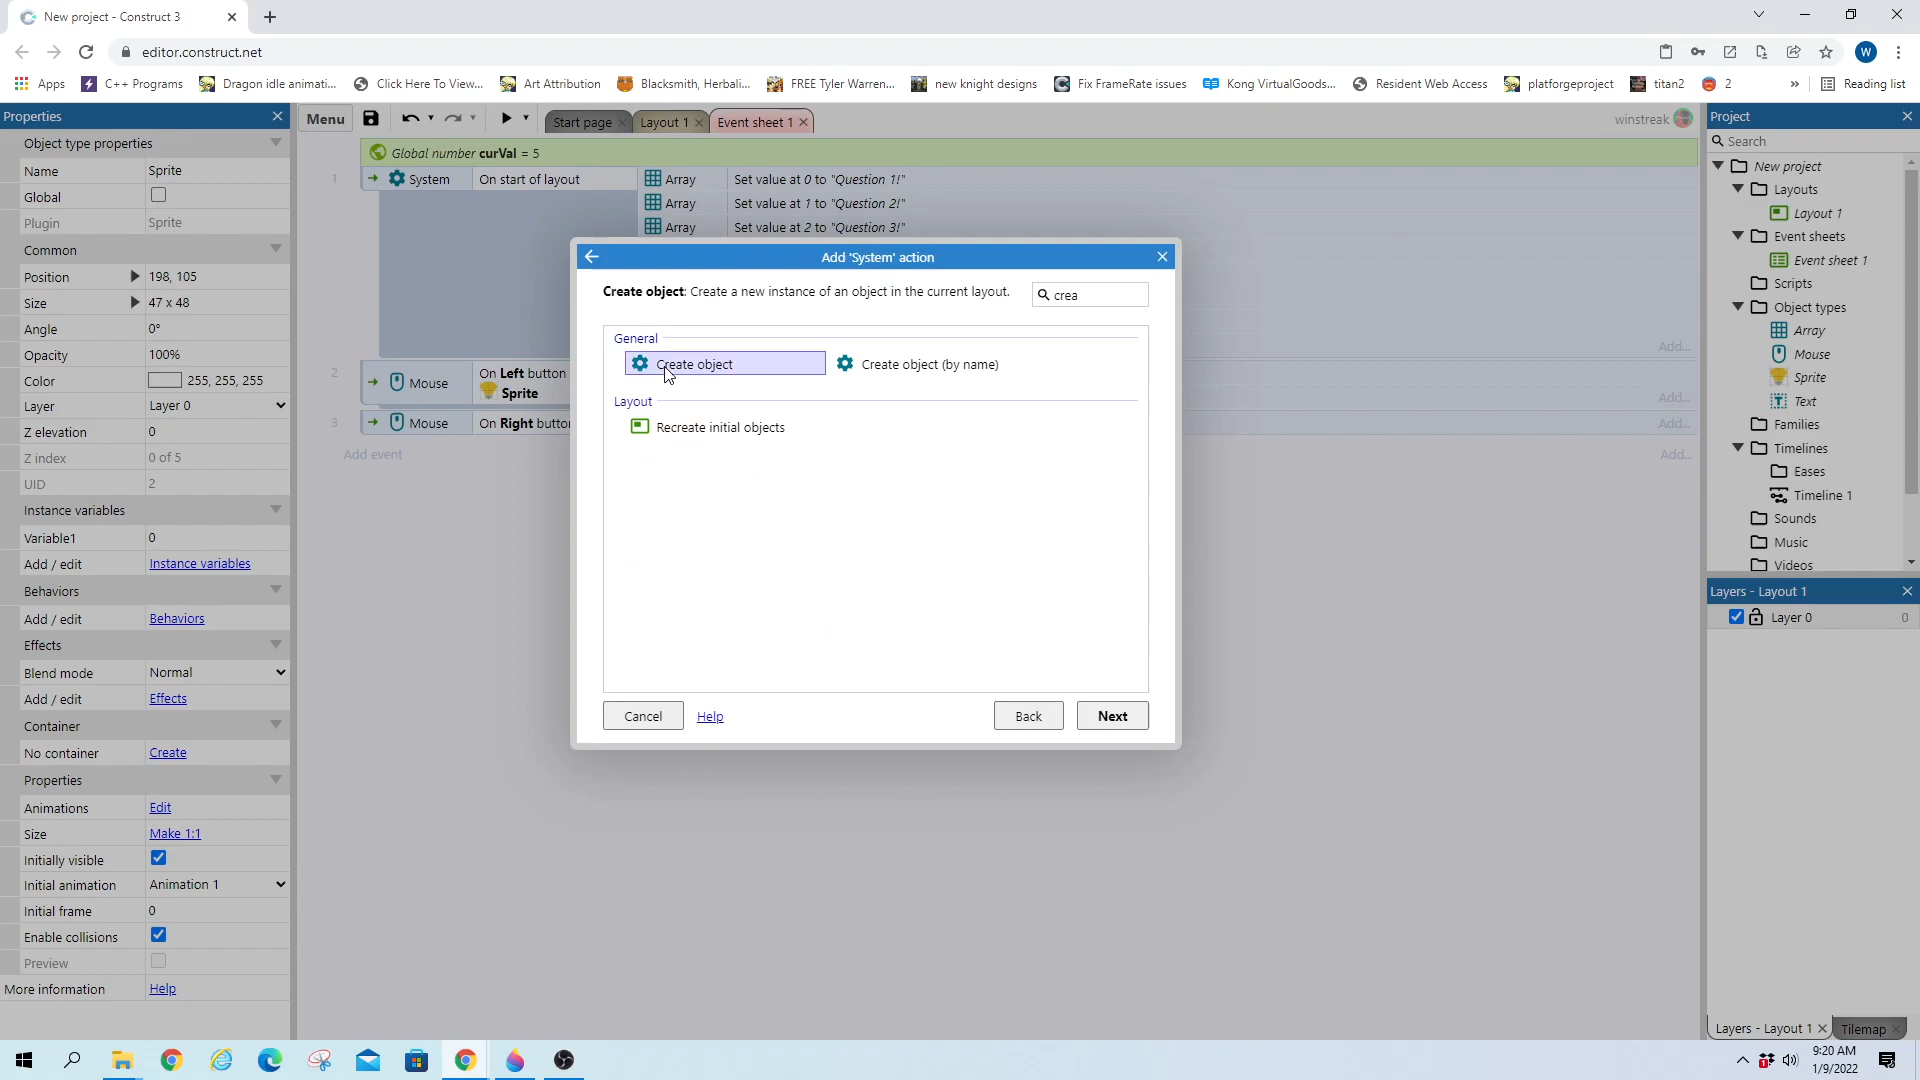 New project - Construct 3
editor.construct.net
W
Apps
C++ Programs
Dragon idle animati...
Click Here To View...
Art Attribution
Blacksmith, Herbali...
FREE Tyler Warren...
new knight designs
Fix FrameRate issues
Kong VirtualGoods...
Resident Web Access
platforgeproject
titan2
2
»
Reading list
Properties
Menu
Start page
Layout 1
Event sheet 1
winstreak
Project
Object type properties
Name Sprite
Global
Plugin Sprite
Common
Position 198, 105
Size 47 x 48
Angle 0°
Opacity 100%
Color 255, 255, 255
Layer Layer 0
Z elevation 0
Z index 0 of 5
UID 2
Instance variables
Variable1 0
Add / edit Instance variables
Behaviors
Add / edit Behaviors
Effects
Blend mode Normal
Add / edit Effects
Container
No container Create
Properties
Animations Edit
Size Make 1:1
Initially visible
Initial animation Animation 1
Initial frame 0
Enable collisions
Preview
More information Help
Global number curVal = 5
1 System On start of layout Array Set value at 0 to "Question 1!"
Array Set value at 1 to "Question 2!"
Array Set value at 2 to "Question 3!"
Add...
2 Mouse On Left button
Sprite
Add...
3 Mouse On Right button
Add...
Add event
Add...
Add 'System' action
Create object: Create a new instance of an object in the current layout.
crea
General
Create object
Create object (by name)
Layout
Recreate initial objects
Cancel
Help
Back
Next
Search
New project
Layouts
Layout 1
Event sheets
Event sheet 1
Scripts
Object types
Array
Mouse
Sprite
Text
Families
Timelines
Eases
Timeline 1
Sounds
Music
Videos
Layers - Layout 1
Layer 0 0
Layers - Layout 1
Tilemap
9:20 AM
1/9/2022